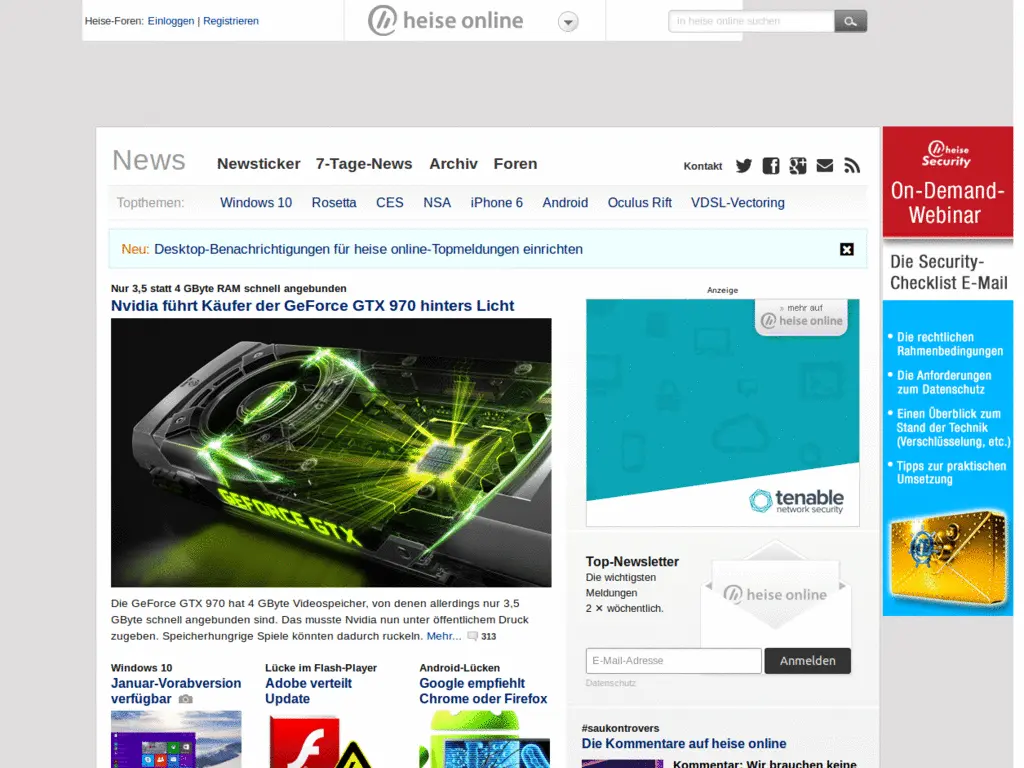 Heise-Foren: Einloggen | Registrieren
heise online
in heise online suchen
News
Newsticker 7-Tage-News Archiv Foren
Kontakt
Topthemen: Windows 10 Rosetta CES NSA iPhone 6 Android Oculus Rift VDSL-Vectoring
Neu: Desktop-Benachrichtigungen für heise online-Topmeldungen einrichten
Nur 3,5 statt 4 GByte RAM schnell angebunden
Nvidia führt Käufer der GeForce GTX 970 hinters Licht
GEFORCE GTX
Die GeForce GTX 970 hat 4 GByte Videospeicher, von denen allerdings nur 3,5
GByte schnell angebunden sind. Das musste Nvidia nun unter öffentlichem Druck
zugeben. Speicherhungrige Spiele könnten dadurch ruckeln. Mehr... 313
Windows 10
Januar-Vorabversion
verfügbar
Lücke im Flash-Player
Adobe verteilt
Update
Android-Lücken
Google empfiehlt
Chrome oder Firefox
Anzeige
» mehr auf
heise online
tenable
network security
Top-Newsletter
Die wichtigsten
Meldungen
2 ✕ wöchentlich.
heise online
E-Mail-Adresse
Anmelden
Datenschutz
#saukontrovers
Die Kommentare auf heise online
Kommentar: Wir brauchen keine
heise
Security
On-Demand-
Webinar
Die Security-
Checklist E-Mail
• Die rechtlichen
Rahmenbedingungen
• Die Anforderungen
zum Datenschutz
• Einen Überblick zum
Stand der Technik
(Verschlüsselung, etc.)
• Tipps zur praktischen
Umsetzung